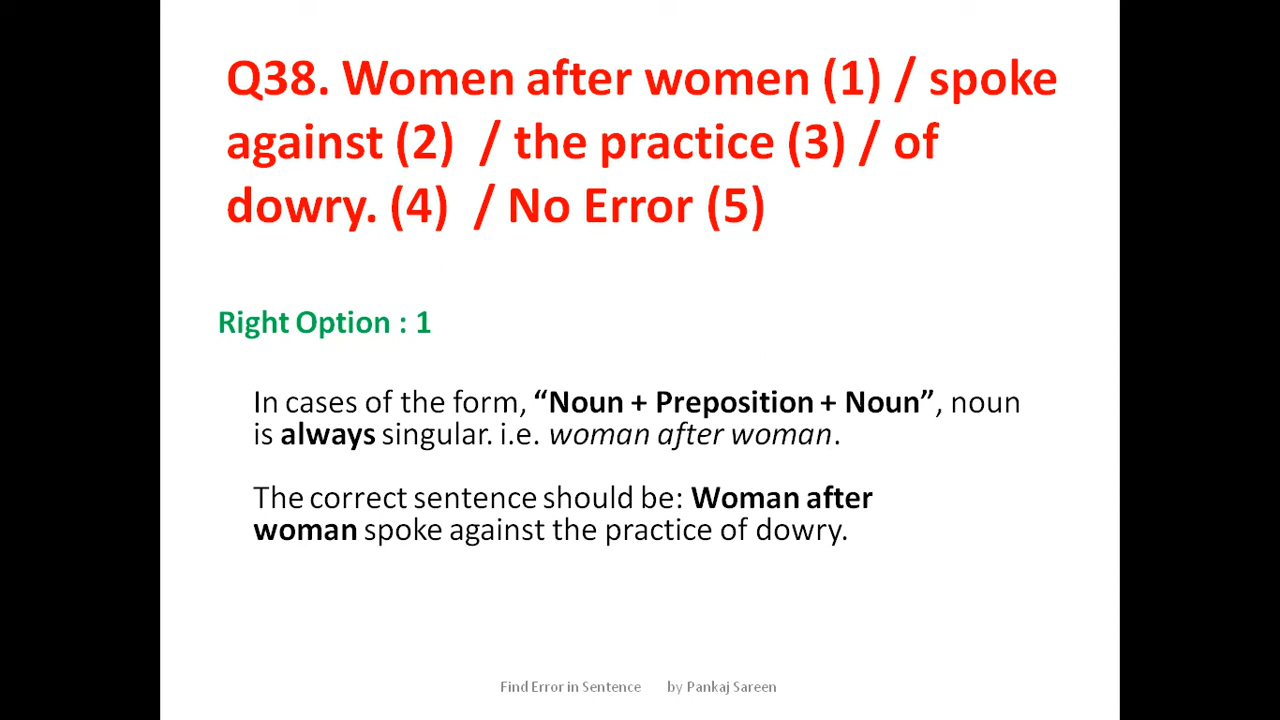 Q38. Women after women (1) / spoke
against (2) / the practice (3) / of
dowry. (4) / No Error (5)
Right Option : 1
In cases of the form, “Noun + Preposition + Noun”, noun
is always singular. i.e. woman after woman.
The correct sentence should be: Woman after
woman spoke against the practice of dowry.
Find Error in Sentence by Pankaj Sareen